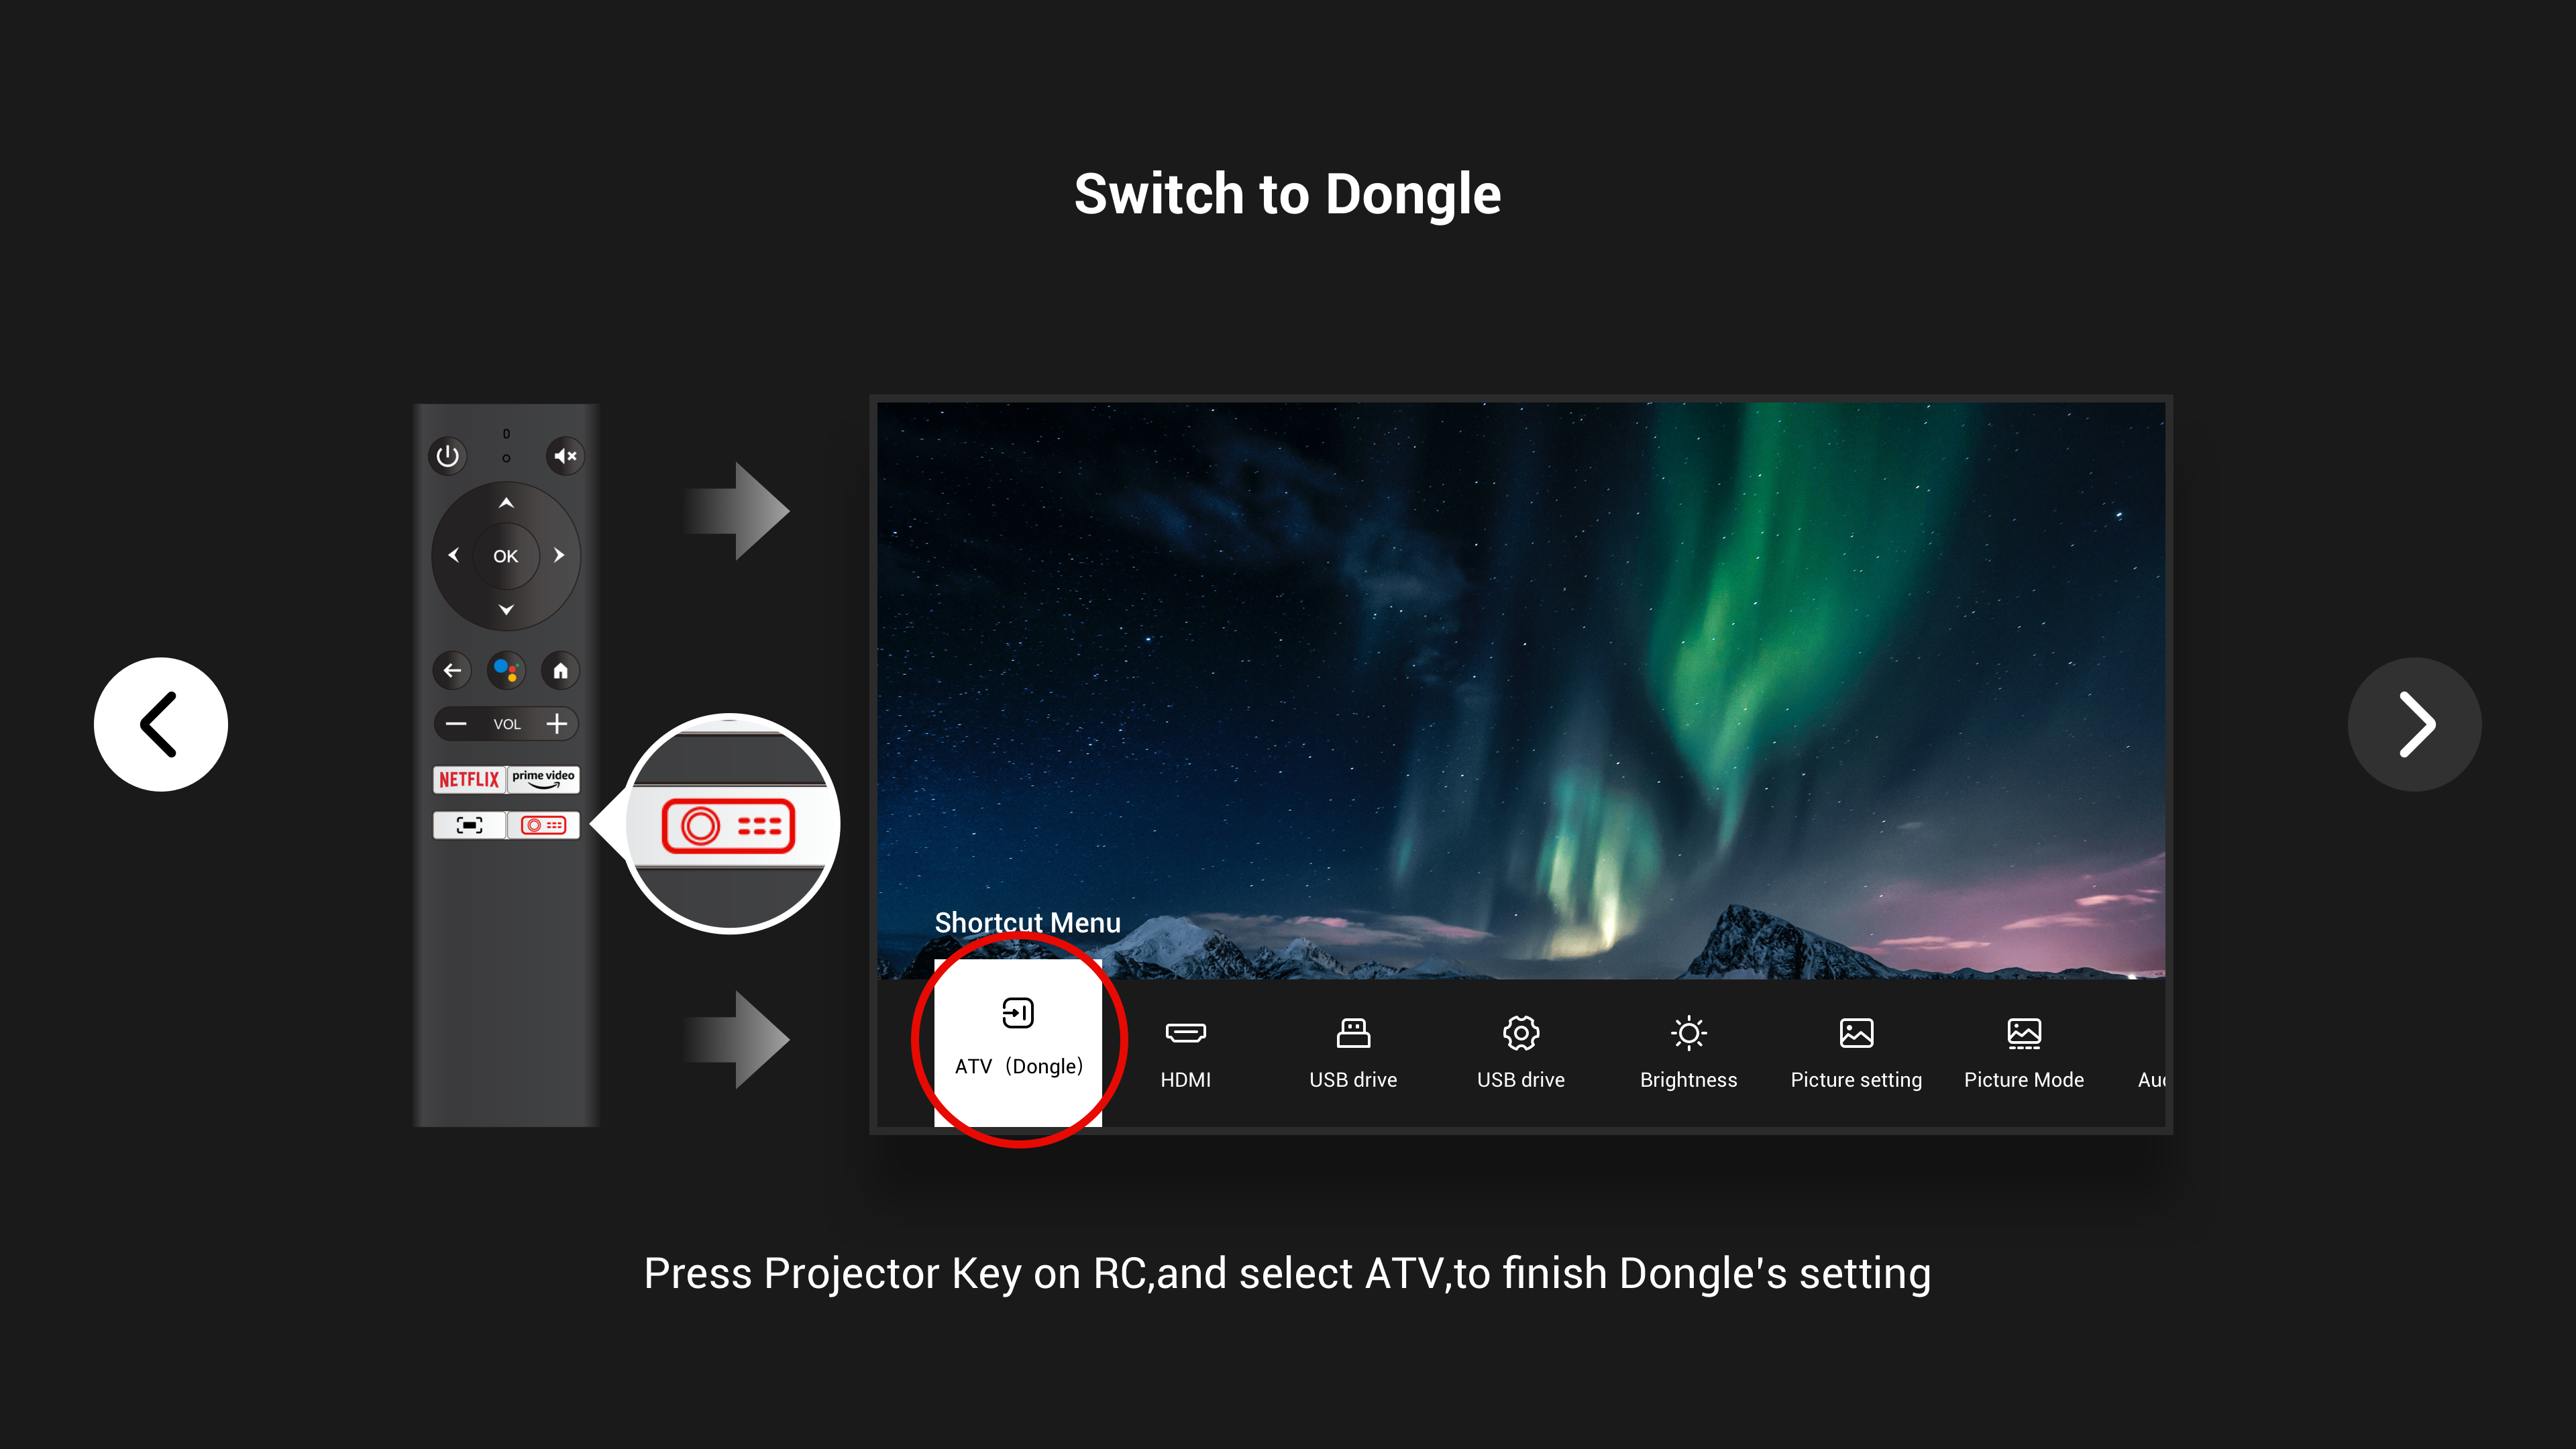 Switch to Dongle
OK
VOL
NETFLIX prime video
Shortcut Menu
ATV（Dongle）
HDMI
USB drive
USB drive
Brightness
Picture setting
Picture Mode
Press Projector Key on RC,and select ATV,to finish Dongle's setting